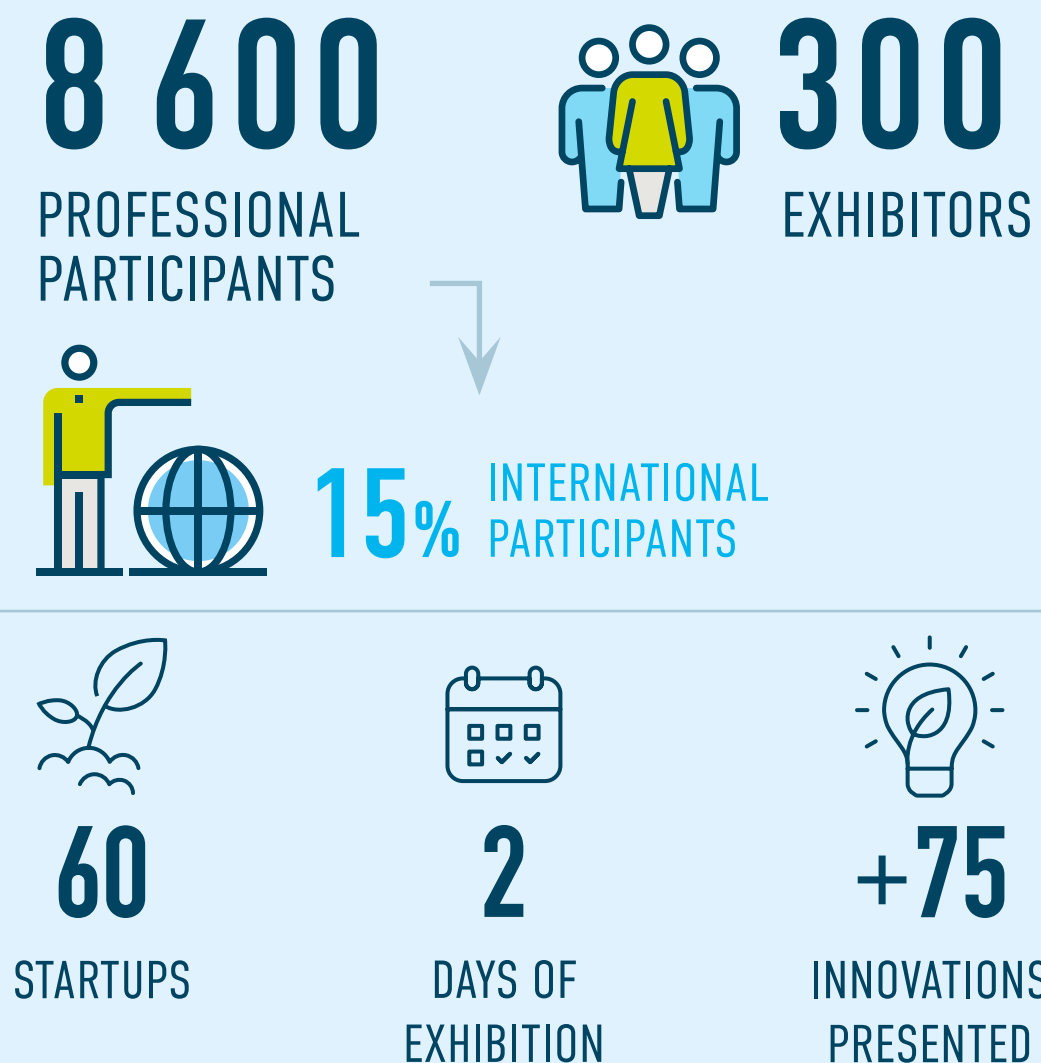 8 600
PROFESSIONAL
PARTICIPANTS
300
EXHIBITORS
15%
INTERNATIONAL
PARTICIPANTS
60
STARTUPS
2
DAYS OF
EXHIBITION
+75
INNOVATIONS
PRESENTED